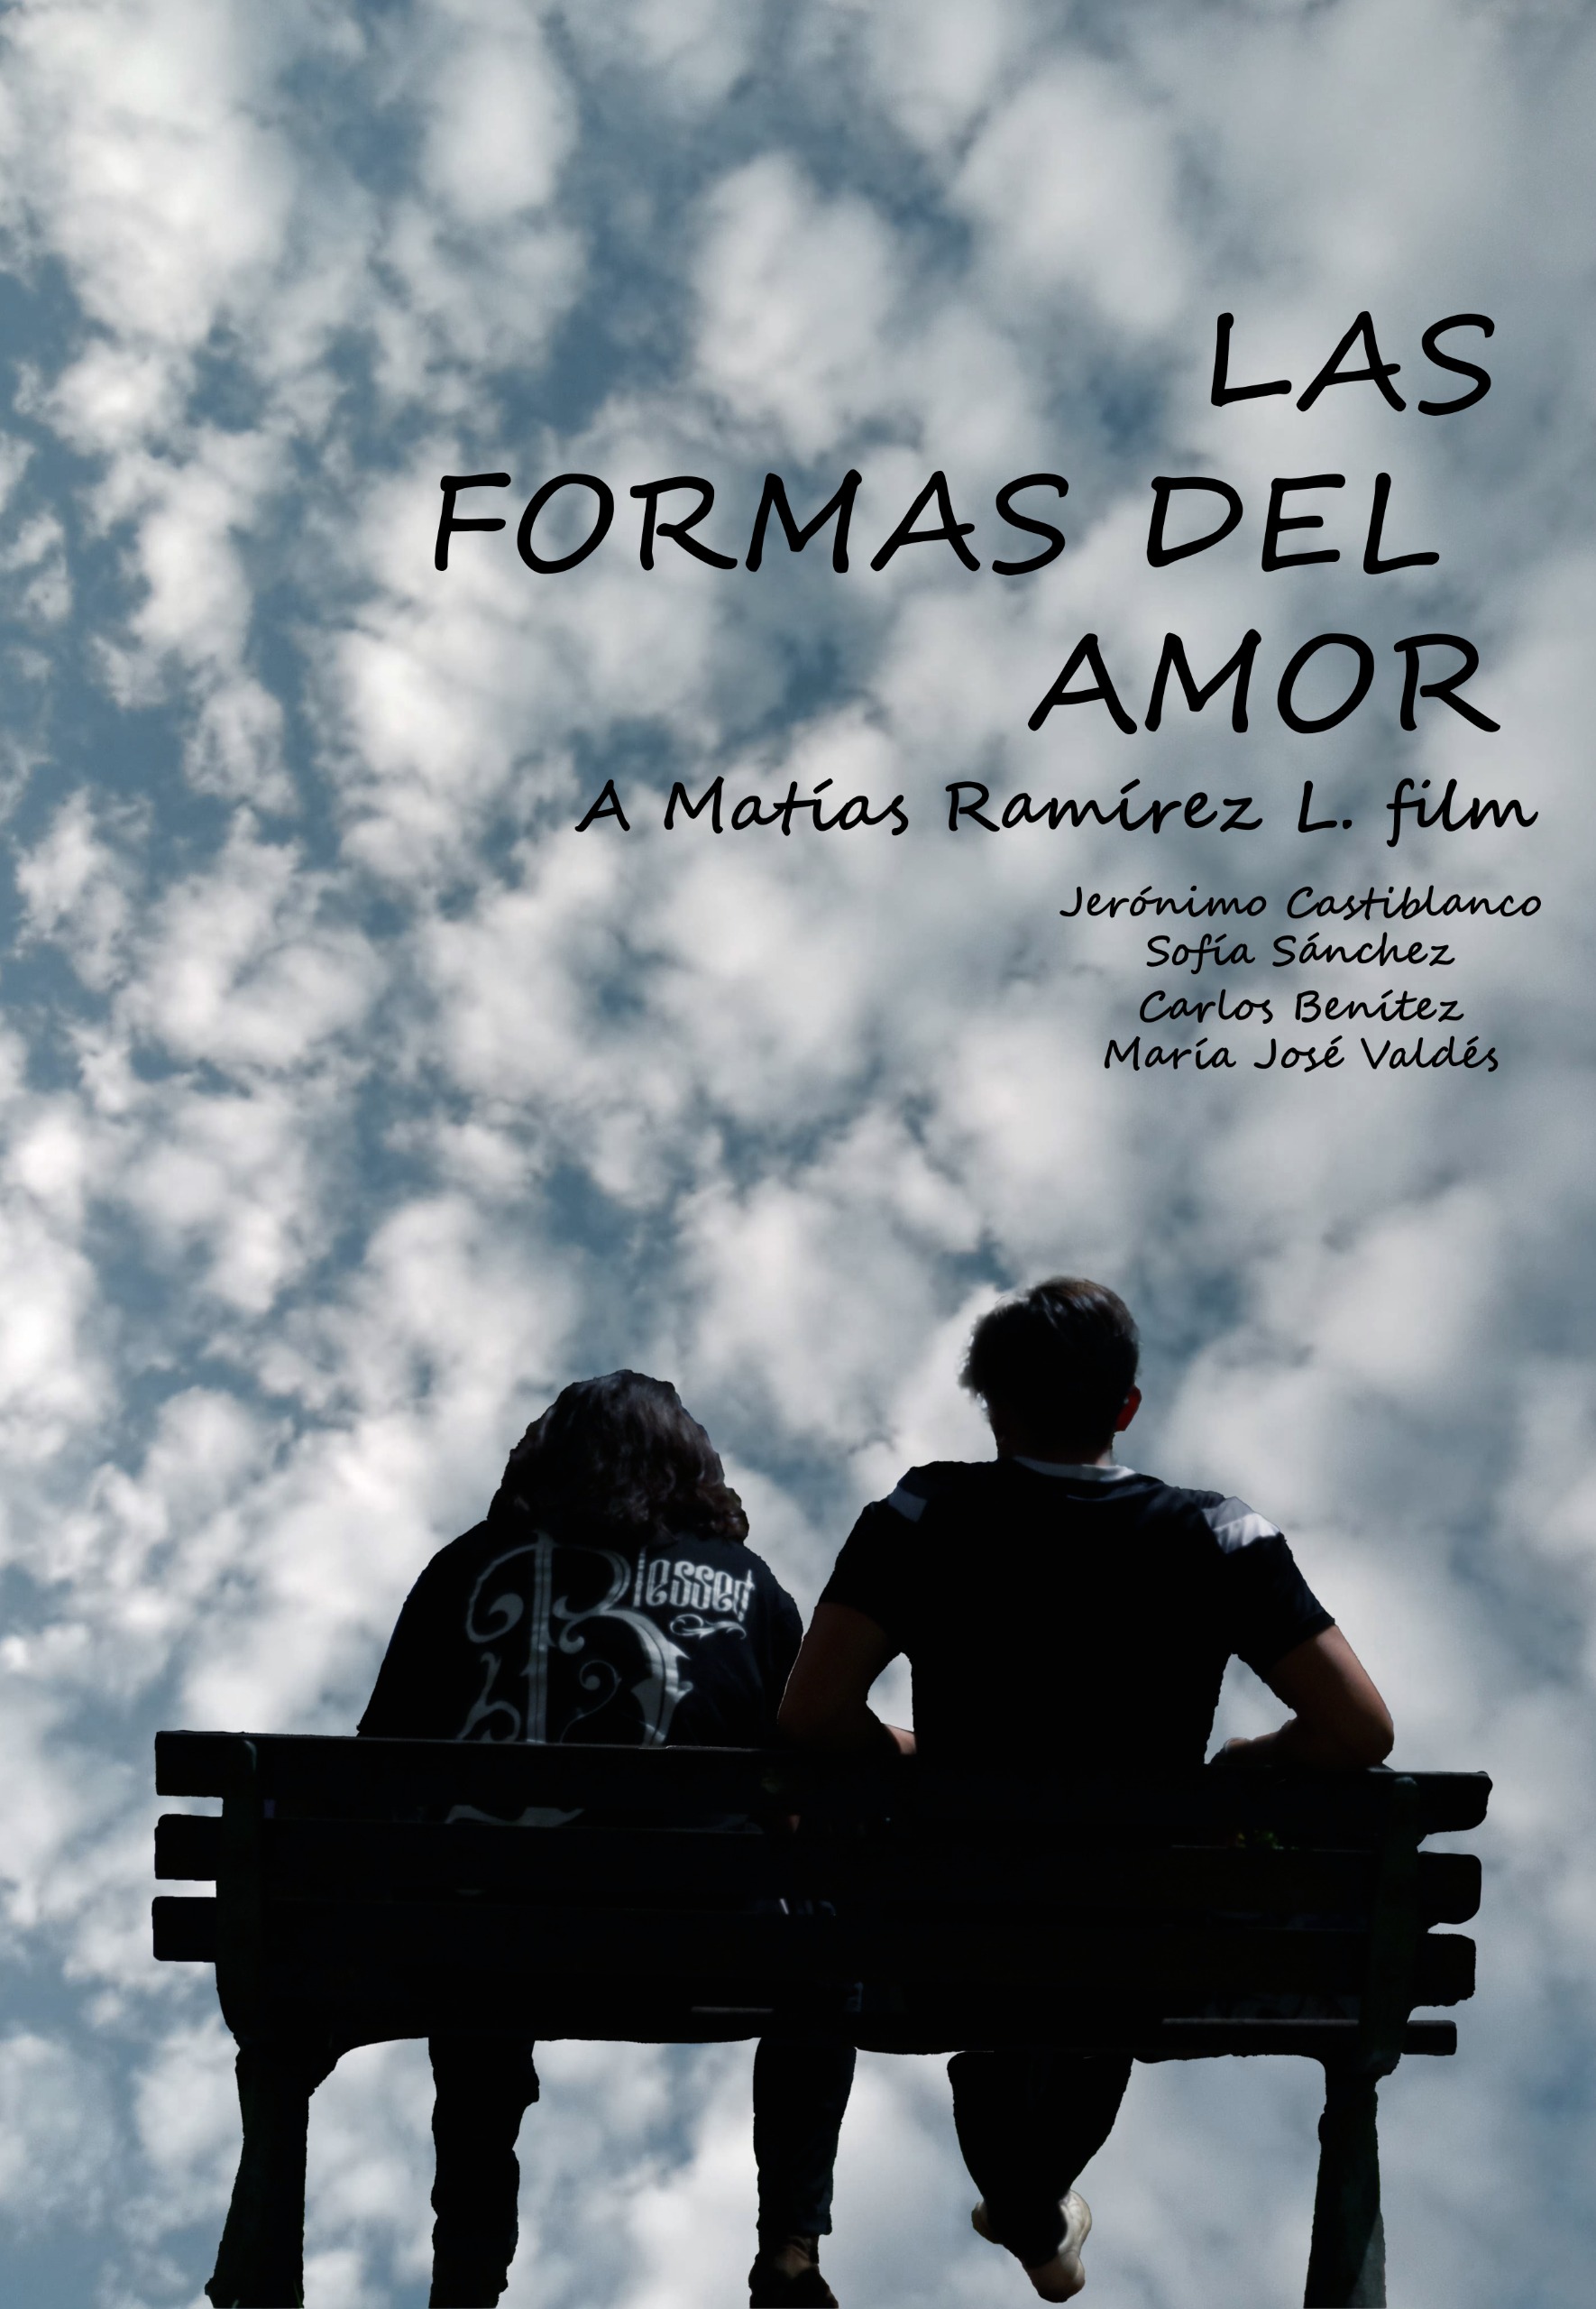 LAS
FORMAS DEL
AMOR
A Matías Ramírez L. film
Jerónimo Castiblanco
Sofía Sánchez
Carlos Benítez
María José Valdés
Blessed